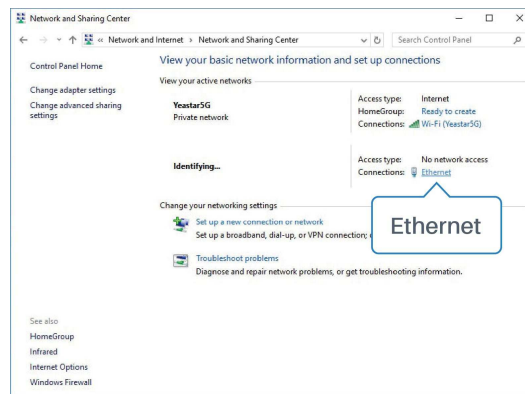 Network and Sharing Center
« Network and Internet › Network and Sharing Center
Search Control Panel
Control Panel Home
Change adapter settings
Change advanced sharing
settings
View your basic network information and set up connections
View your active networks
Yeastar5G
Private network
Access type: Internet
HomeGroup: Ready to create
Connections: Wi-Fi (Yeastar5G)
Identifying...
Access type: No network access
Connections: Ethernet
Ethernet
Change your networking settings
Set up a new connection or network
Set up a broadband, dial-up, or VPN connection;
Troubleshoot problems
Diagnose and repair network problems, or get troubleshooting information.
See also
HomeGroup
Infrared
Internet Options
Windows Firewall